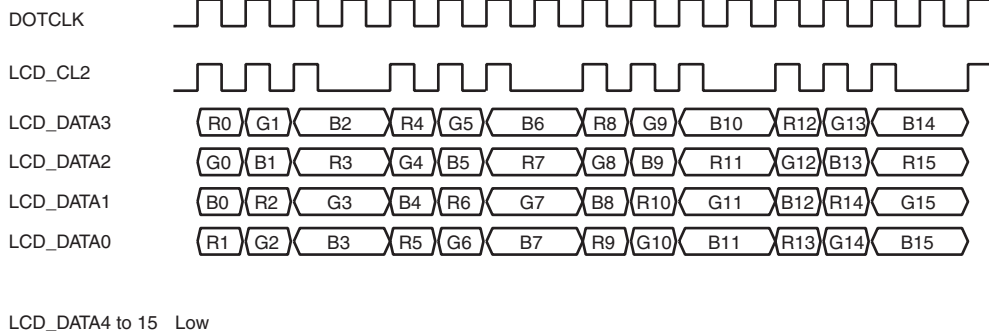 DOTCLK
LCD_CL2
LCD_DATA3 R0 G1 B2 R4 G5 B6 R8 G9 B10 R12 G13 B14
LCD_DATA2 G0 B1 R3 G4 B5 R7 G8 B9 R11 G12 B13 R15
LCD_DATA1 B0 R2 G3 B4 R6 G7 B8 R10 G11 B12 R14 G15
LCD_DATA0 R1 G2 B3 R5 G6 B7 R9 G10 B11 R13 G14 B15
LCD_DATA4 to 15 Low